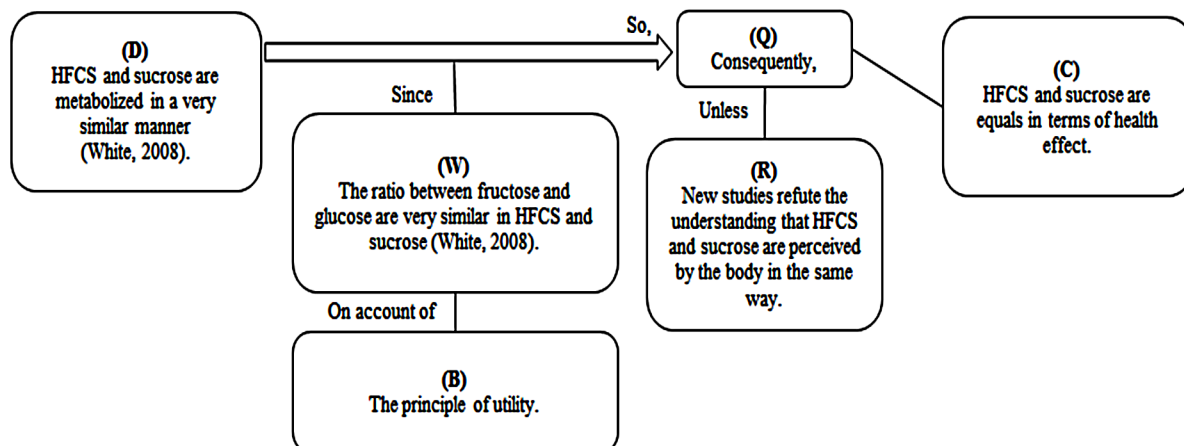 (D)
HFCS and sucrose are
metabolized in a very
similar manner
(White, 2008).
So,
(Q)
Consequently,
(C)
HFCS and sucrose are
equals in terms of health
effect.
Since
(W)
The ratio between fructose and
glucose are very similar in HFCS and
sucrose (White, 2008).
Unless
(R)
New studies refute the
understanding that HFCS
and sucrose are perceived
by the body in the same
way.
On account of
(B)
The principle of utility.